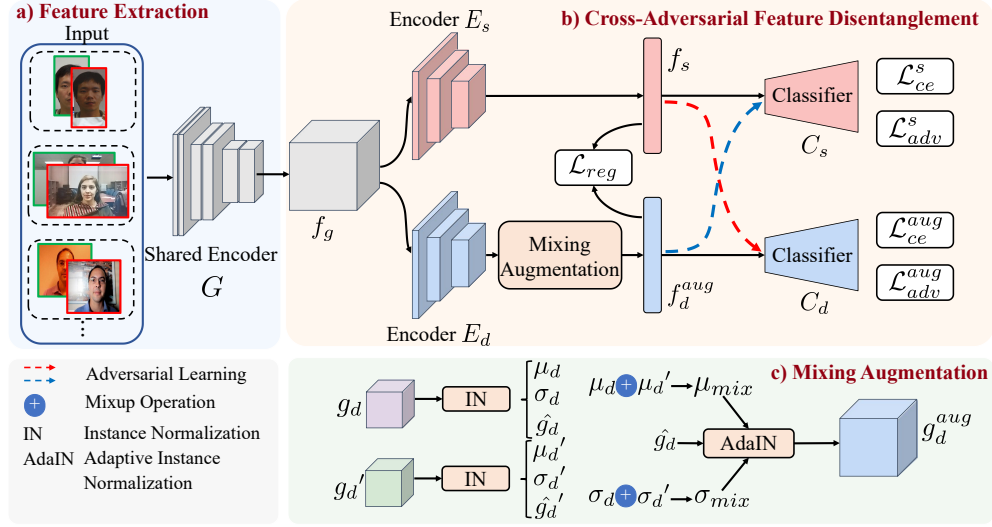 a) Feature Extraction
Input
Shared Encoder
G
b) Cross-Adversarial Feature Disentanglement
Encoder E_s
f_g
Encoder E_d
Mixing
Augmentation
f_s
L_reg
f_d^aug
Classifier
C_s
L_ce^s
L_adv^s
Classifier
C_d
L_ce^aug
L_adv^aug
Adversarial Learning
+ Mixup Operation
IN Instance Normalization
AdaIN Adaptive Instance
Normalization
c) Mixing Augmentation
g_d IN
μ_d
σ_d
ĝ_d
g_d′ IN
μ_d′
σ_d′
ĝ_d′
μ_d + μ_d′ → μ_mix
ĝ_d → AdaIN
σ_d + σ_d′ → σ_mix
g_d^aug